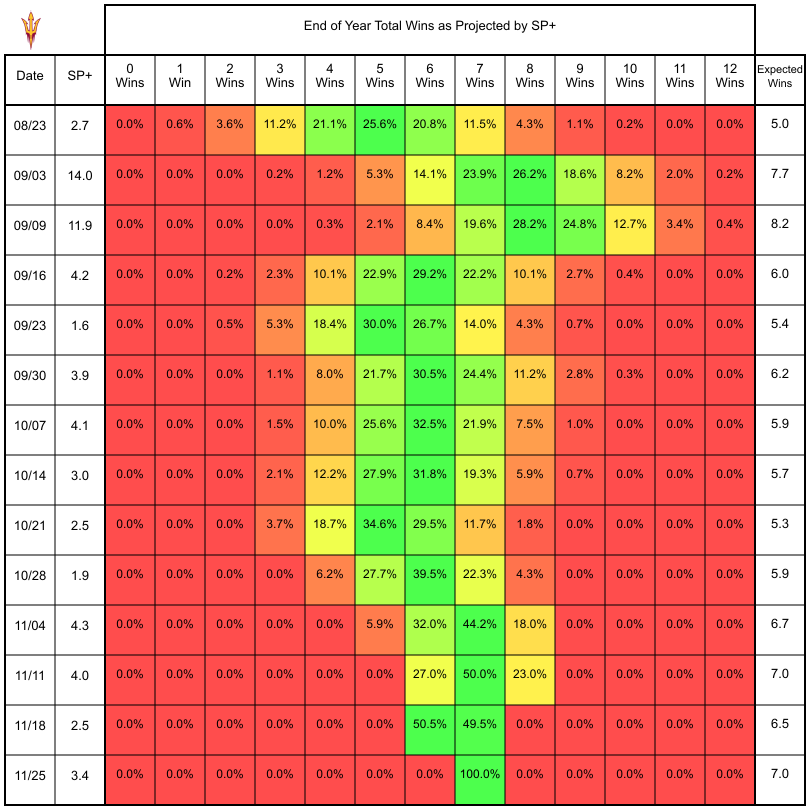 End of Year Total Wins as Projected by SP+
Date SP+ 0 Wins 1 Win 2 Wins 3 Wins 4 Wins 5 Wins 6 Wins 7 Wins 8 Wins 9 Wins 10 Wins 11 Wins 12 Wins Expected Wins
08/23 2.7 0.0% 0.6% 3.6% 11.2% 21.1% 25.6% 20.8% 11.5% 4.3% 1.1% 0.2% 0.0% 0.0% 5.0
09/03 14.0 0.0% 0.0% 0.0% 0.2% 1.2% 5.3% 14.1% 23.9% 26.2% 18.6% 8.2% 2.0% 0.2% 7.7
09/09 11.9 0.0% 0.0% 0.0% 0.0% 0.3% 2.1% 8.4% 19.6% 28.2% 24.8% 12.7% 3.4% 0.4% 8.2
09/16 4.2 0.0% 0.0% 0.2% 2.3% 10.1% 22.9% 29.2% 22.2% 10.1% 2.7% 0.4% 0.0% 0.0% 6.0
09/23 1.6 0.0% 0.0% 0.5% 5.3% 18.4% 30.0% 26.7% 14.0% 4.3% 0.7% 0.0% 0.0% 0.0% 5.4
09/30 3.9 0.0% 0.0% 0.0% 1.1% 8.0% 21.7% 30.5% 24.4% 11.2% 2.8% 0.3% 0.0% 0.0% 6.2
10/07 4.1 0.0% 0.0% 0.0% 1.5% 10.0% 25.6% 32.5% 21.9% 7.5% 1.0% 0.0% 0.0% 0.0% 5.9
10/14 3.0 0.0% 0.0% 0.0% 2.1% 12.2% 27.9% 31.8% 19.3% 5.9% 0.7% 0.0% 0.0% 0.0% 5.7
10/21 2.5 0.0% 0.0% 0.0% 3.7% 18.7% 34.6% 29.5% 11.7% 1.8% 0.0% 0.0% 0.0% 0.0% 5.3
10/28 1.9 0.0% 0.0% 0.0% 0.0% 6.2% 27.7% 39.5% 22.3% 4.3% 0.0% 0.0% 0.0% 0.0% 5.9
11/04 4.3 0.0% 0.0% 0.0% 0.0% 0.0% 5.9% 32.0% 44.2% 18.0% 0.0% 0.0% 0.0% 0.0% 6.7
11/11 4.0 0.0% 0.0% 0.0% 0.0% 0.0% 0.0% 27.0% 50.0% 23.0% 0.0% 0.0% 0.0% 0.0% 7.0
11/18 2.5 0.0% 0.0% 0.0% 0.0% 0.0% 0.0% 50.5% 49.5% 0.0% 0.0% 0.0% 0.0% 0.0% 6.5
11/25 3.4 0.0% 0.0% 0.0% 0.0% 0.0% 0.0% 0.0% 100.0% 0.0% 0.0% 0.0% 0.0% 0.0% 7.0